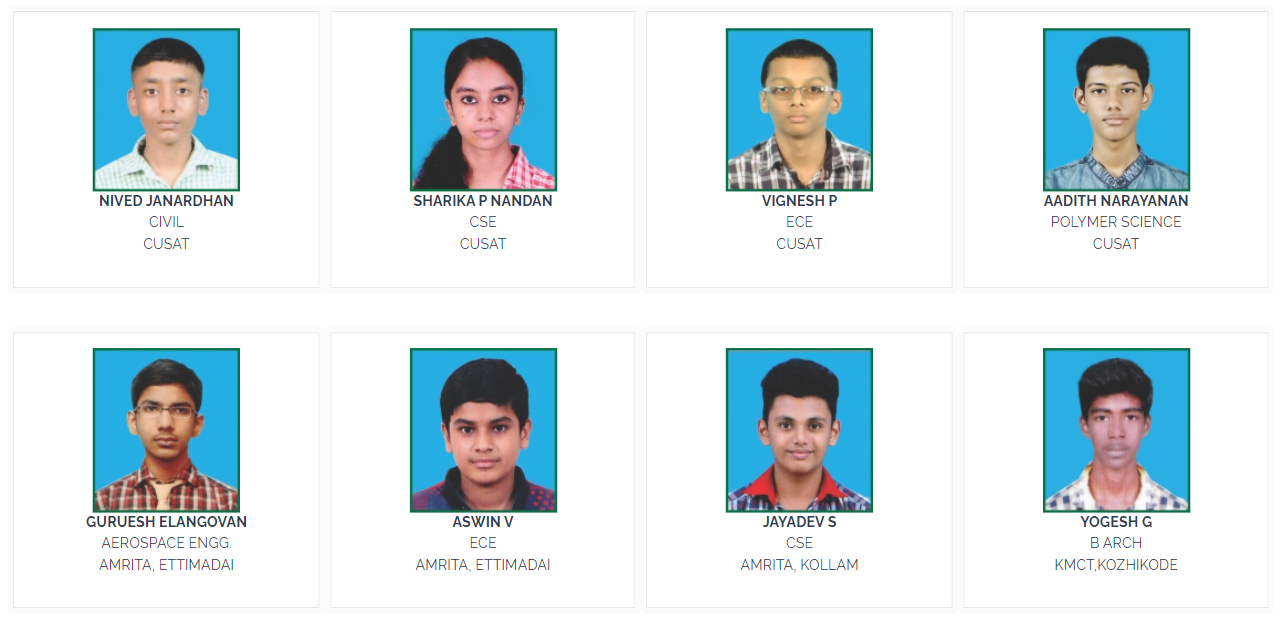 NIVED JANARDHAN
CIVIL
CUSAT
SHARIKA P NANDAN
CSE
CUSAT
VIGNESH P
ECE
CUSAT
AADITH NARAYANAN
POLYMER SCIENCE
CUSAT
GURUESH ELANGOVAN
AEROSPACE ENGG.
AMRITA, ETTIMADAI
ASWIN V
ECE
AMRITA, ETTIMADAI
JAYADEV S
CSE
AMRITA, KOLLAM
YOGESH G
B ARCH
KMCT,KOZHIKODE